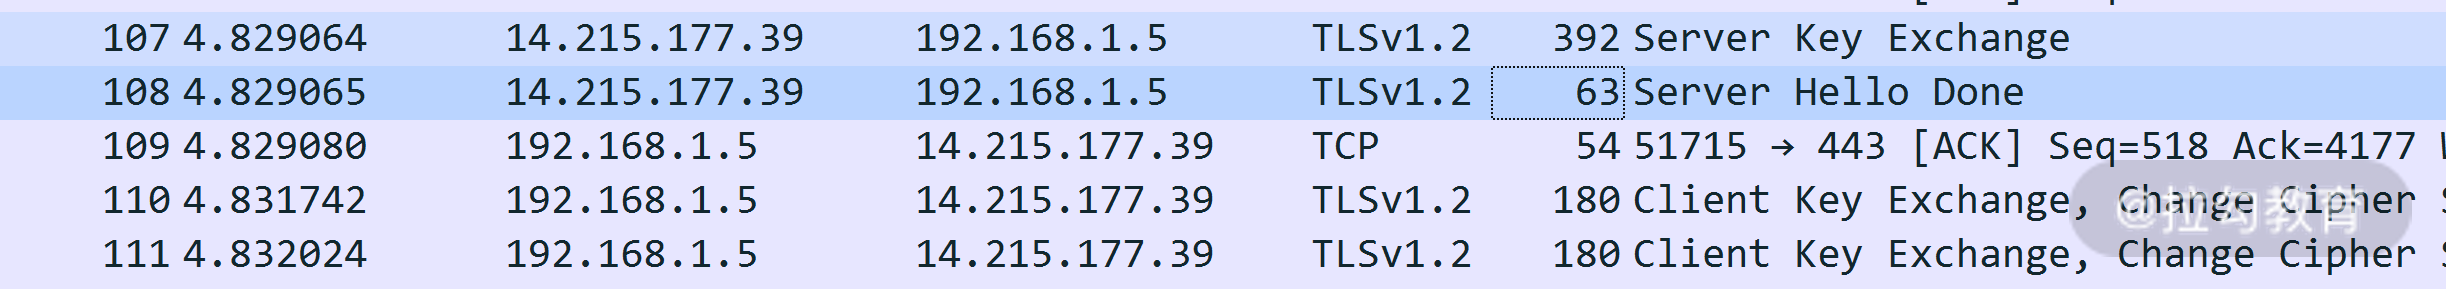 107 4.829064 14.215.177.39 192.168.1.5 TLSv1.2 392 Server Key Exchange
108 4.829065 14.215.177.39 192.168.1.5 TLSv1.2 63 Server Hello Done
109 4.829080 192.168.1.5 14.215.177.39 TCP 54 51715 → 443 [ACK] Seq=518 Ack=4177
110 4.831742 192.168.1.5 14.215.177.39 TLSv1.2 180 Client Key Exchange, Change Cipher
111 4.832024 192.168.1.5 14.215.177.39 TLSv1.2 180 Client Key Exchange, Change Cipher
@拉勾教育